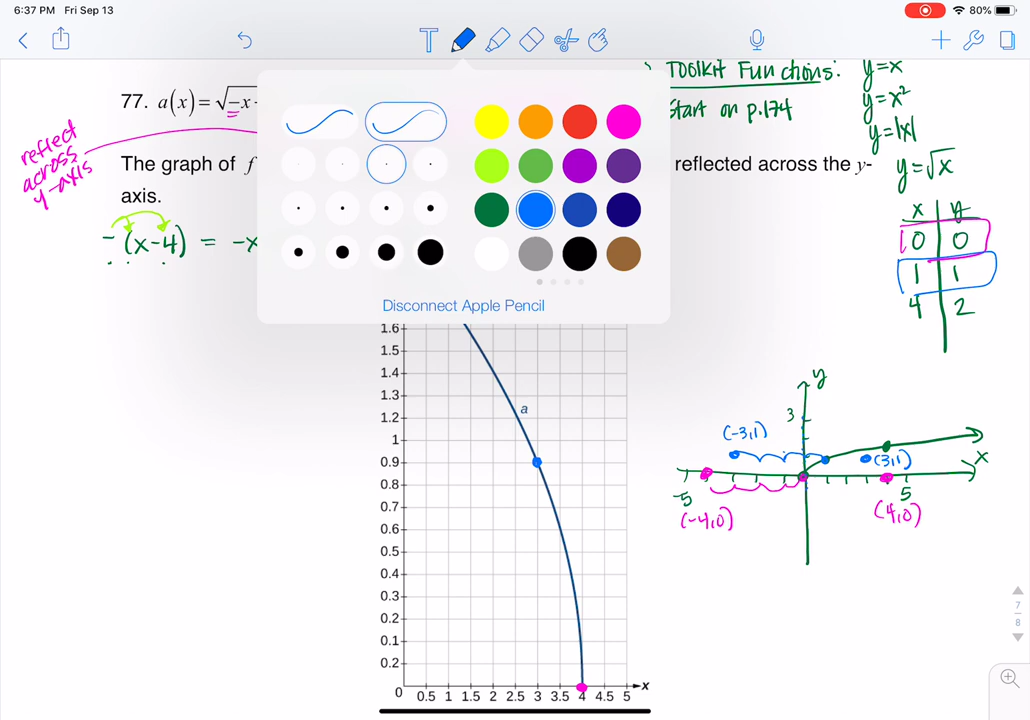 6:37 PM Fri Sep 13
80%
77. a(x) = √−x
TOOLKIT Functions:
Start on p.174
y = x
y = x²
y = |x|
y = √x
reflect
across
y-axis
The graph of f
reflected across the y-
axis.
−(x−4) = −x
x y
0 0
1 1
4 2
Disconnect Apple Pencil
1.6
1.5
1.4
1.3
1.2
1
0.9
0.8
0.7
0.6
0.5
0.4
0.3
0.2
0.1
0.2
a
0 0.5 1 1.5 2 2.5 3 3.5 4 4.5 5 x
y
3
(−3,1)
(3,1)
x
−5
5
(−4,0)
(4,0)
7
8